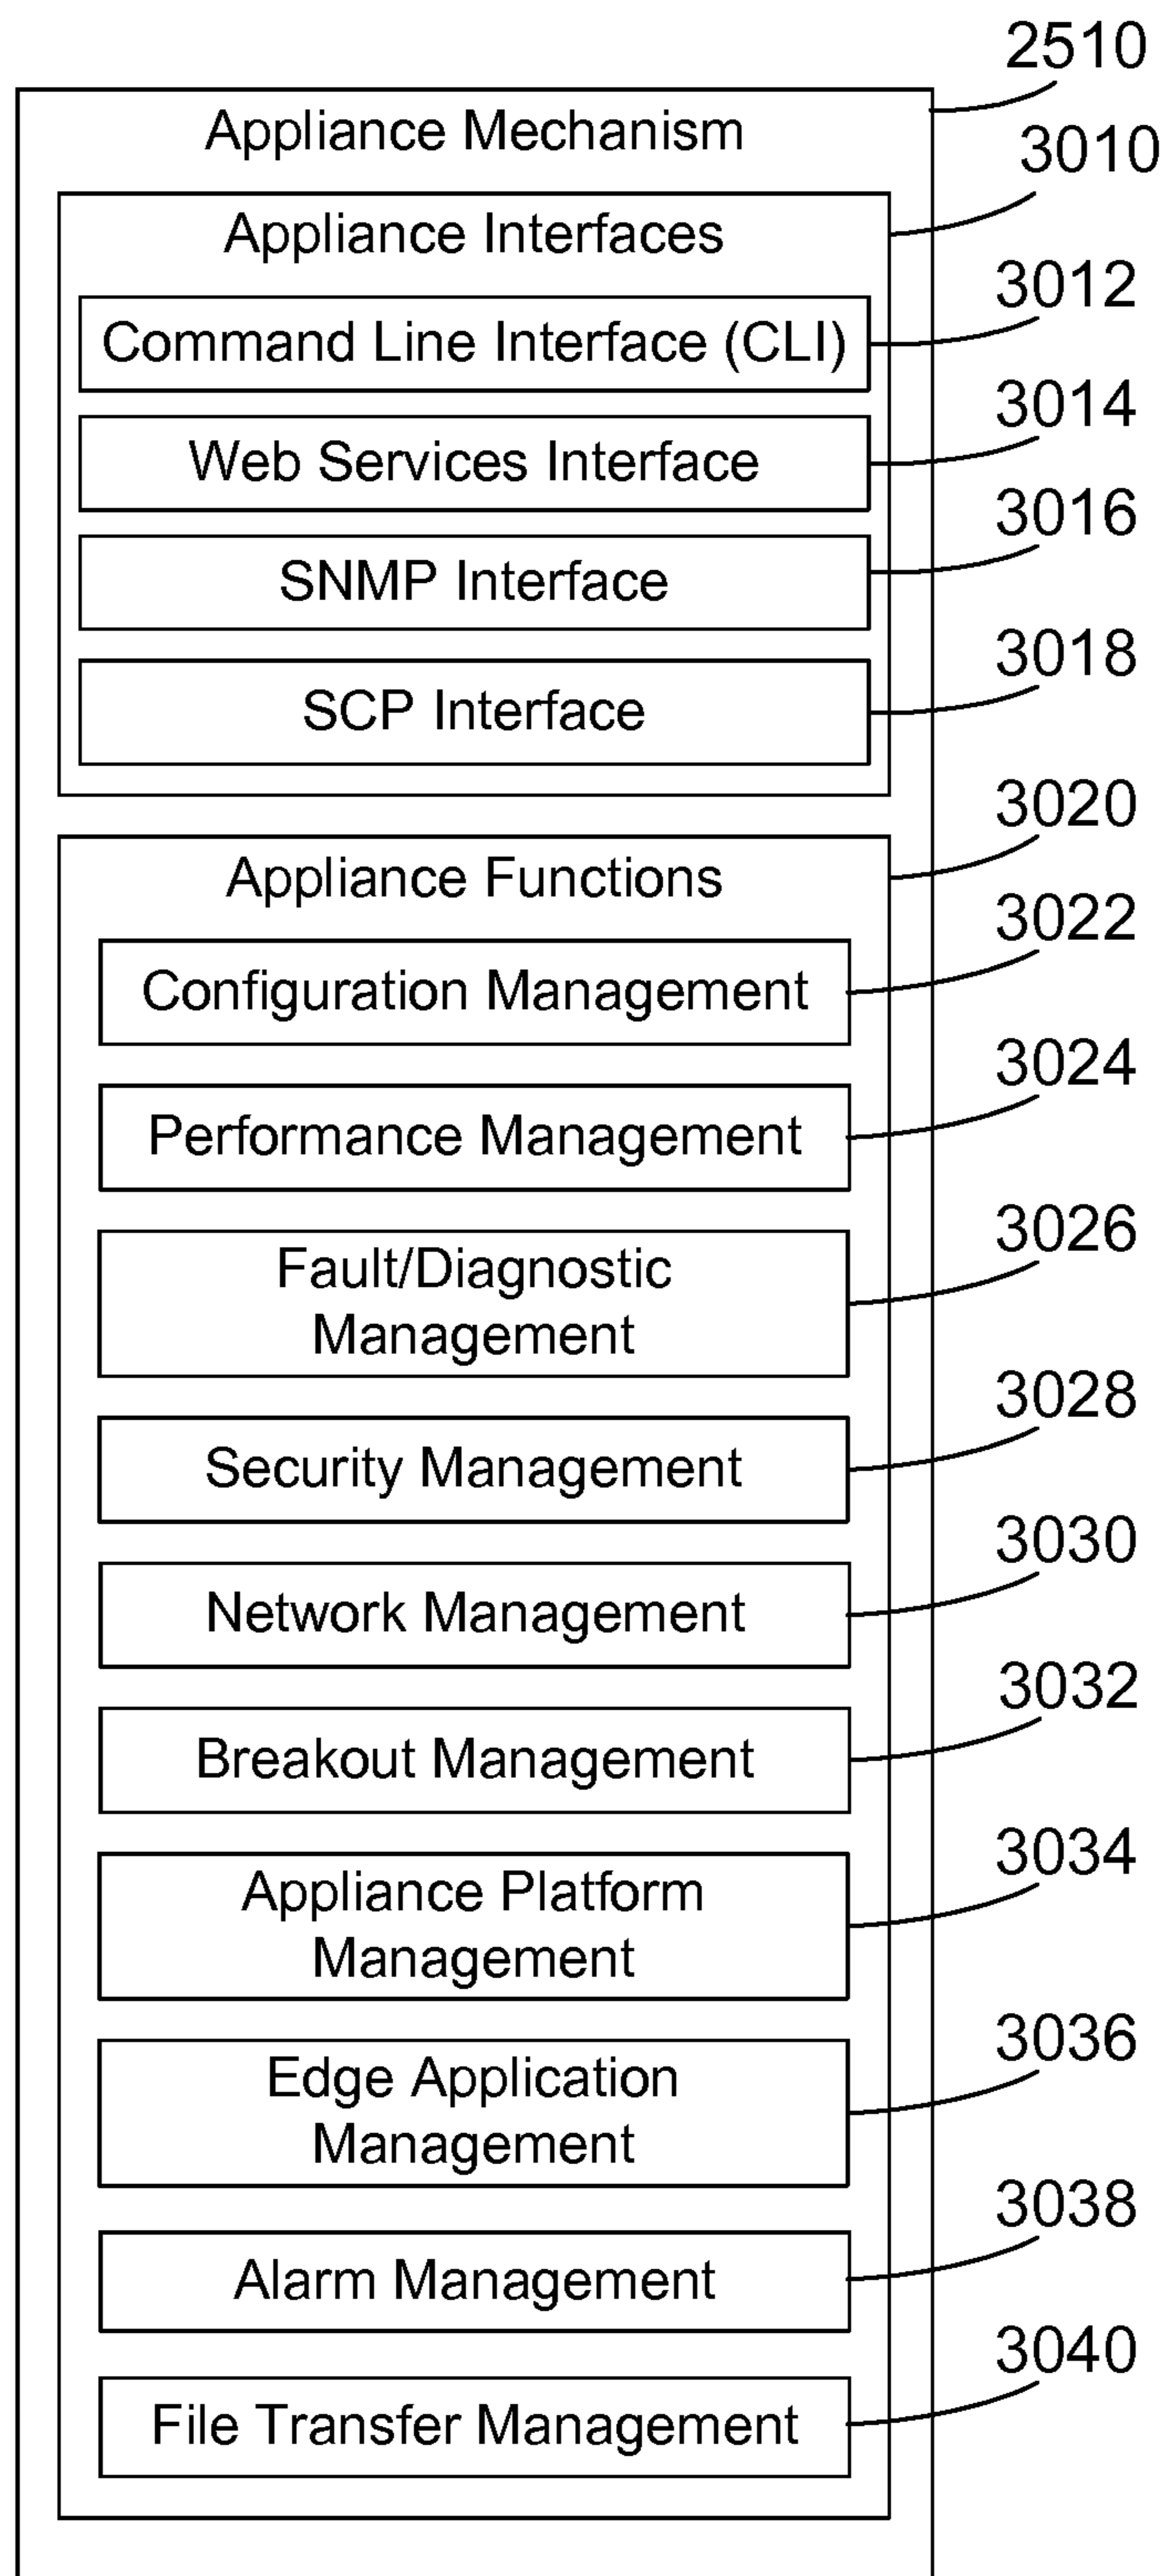 2510
Appliance Mechanism
3010
Appliance Interfaces
3012
Command Line Interface (CLI)
3014
Web Services Interface
3016
SNMP Interface
3018
SCP Interface
3020
Appliance Functions
3022
Configuration Management
3024
Performance Management
3026
Fault/Diagnostic
Management
3028
Security Management
3030
Network Management
3032
Breakout Management
3034
Appliance Platform
Management
3036
Edge Application
Management
3038
Alarm Management
3040
File Transfer Management